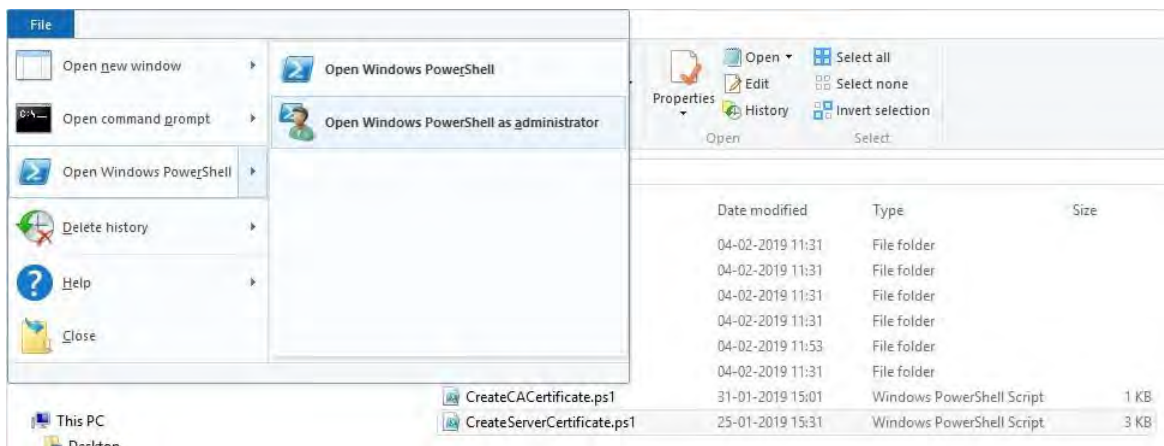 File
Open new window
Open command prompt
Open Windows PowerShell
Delete history
Help
Close
Open Windows PowerShell
Open Windows PowerShell as administrator
Properties
Open
Edit
History
Open
Select all
Select none
Invert selection
Select
Date modified Type Size
04-02-2019 11:31 File folder
04-02-2019 11:31 File folder
04-02-2019 11:31 File folder
04-02-2019 11:31 File folder
04-02-2019 11:53 File folder
04-02-2019 11:31 File folder
CreateCACertificate.ps1 31-01-2019 15:01 Windows PowerShell Script 1 KB
CreateServerCertificate.ps1 25-01-2019 15:31 Windows PowerShell Script 3 KB
This PC
Desktop